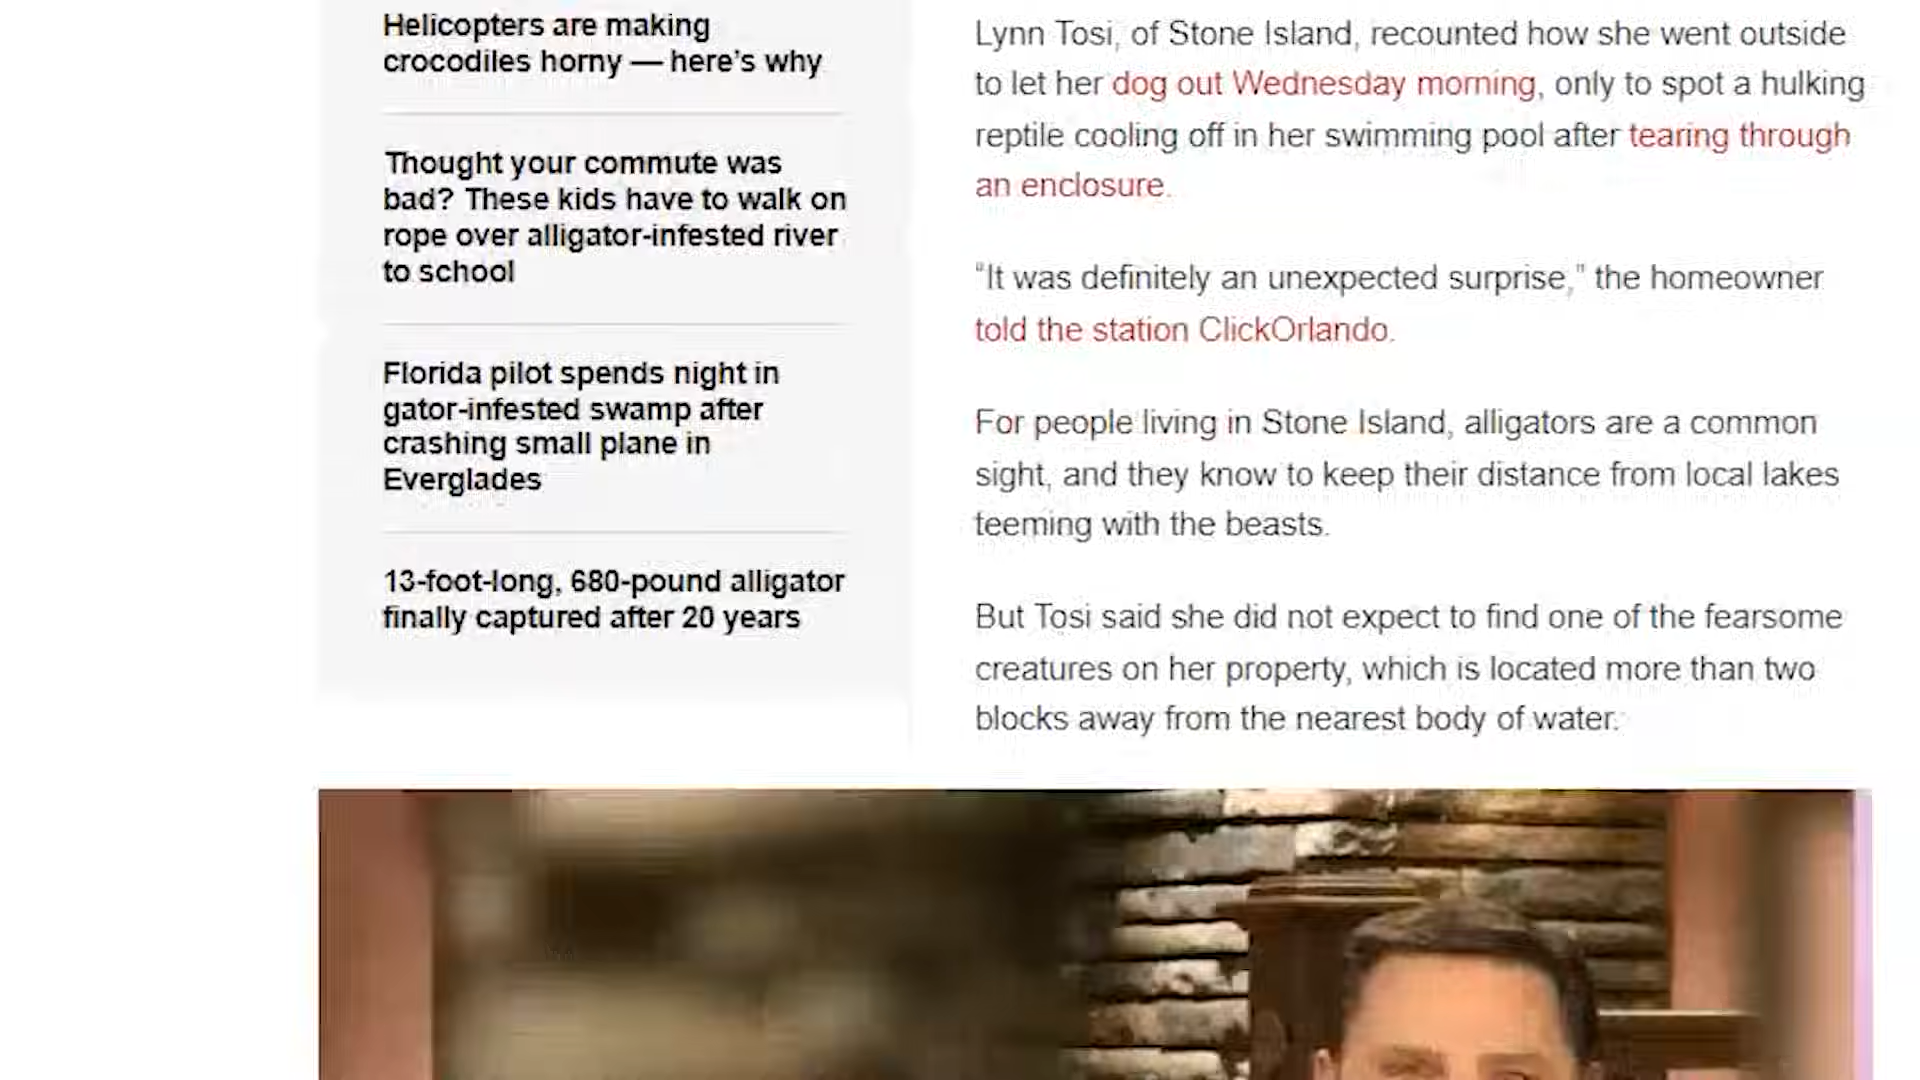 Helicopters are making
crocodiles horny — here's why
Thought your commute was
bad? These kids have to walk on
rope over alligator-infested river
to school
Florida pilot spends night in
gator-infested swamp after
crashing small plane in
Everglades
13-foot-long, 680-pound alligator
finally captured after 20 years
Lynn Tosi, of Stone Island, recounted how she went outside
to let her dog out Wednesday morning, only to spot a hulking
reptile cooling off in her swimming pool after tearing through
an enclosure.
“It was definitely an unexpected surprise,” the homeowner
told the station ClickOrlando.
For people living in Stone Island, alligators are a common
sight, and they know to keep their distance from local lakes
teeming with the beasts.
But Tosi said she did not expect to find one of the fearsome
creatures on her property, which is located more than two
blocks away from the nearest body of water.